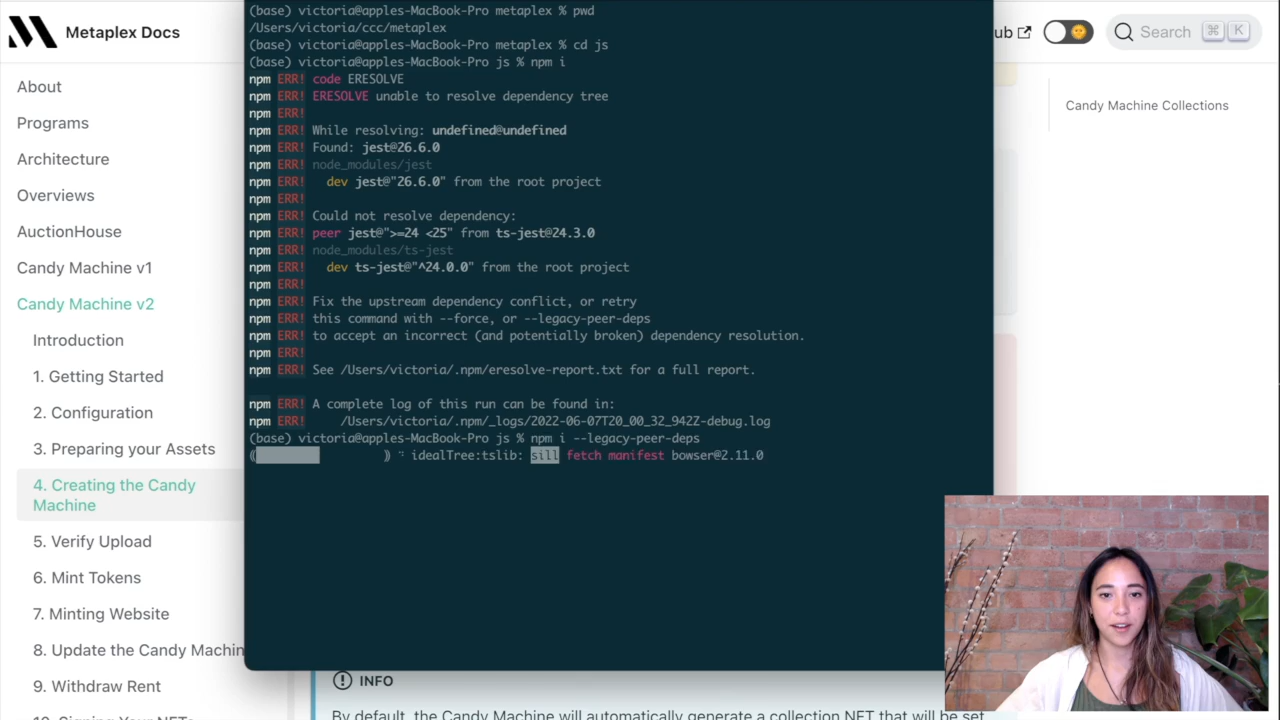 Metaplex Docs
About
Programs
Architecture
Overviews
AuctionHouse
Candy Machine v1
Candy Machine v2
Introduction
1. Getting Started
2. Configuration
3. Preparing your Assets
4. Creating the Candy
Machine
5. Verify Upload
6. Mint Tokens
7. Minting Website
8. Update the Candy Machin
9. Withdraw Rent
10. Signing Your NFTs
(base) victoria@apples-MacBook-Pro metaplex % pwd
/Users/victoria/ccc/metaplex
(base) victoria@apples-MacBook-Pro metaplex % cd js
(base) victoria@apples-MacBook-Pro js % npm i
npm ERR! code ERESOLVE
npm ERR! ERESOLVE unable to resolve dependency tree
npm ERR!
npm ERR! While resolving: undefined@undefined
npm ERR! Found: jest@26.6.0
npm ERR! node_modules/jest
npm ERR!   dev jest@"26.6.0" from the root project
npm ERR!
npm ERR! Could not resolve dependency:
npm ERR! peer jest@">=24 <25" from ts-jest@24.3.0
npm ERR! node_modules/ts-jest
npm ERR!   dev ts-jest@"^24.0.0" from the root project
npm ERR!
npm ERR! Fix the upstream dependency conflict, or retry
npm ERR! this command with --force, or --legacy-peer-deps
npm ERR! to accept an incorrect (and potentially broken) dependency resolution.
npm ERR!
npm ERR! See /Users/victoria/.npm/eresolve-report.txt for a full report.
npm ERR! A complete log of this run can be found in:
npm ERR!     /Users/victoria/.npm/_logs/2022-06-07T20_00_32_942Z-debug.log
(base) victoria@apples-MacBook-Pro js % npm i --legacy-peer-deps
(                   ) ⠋ idealTree:tslib: sill fetch manifest bowser@2.11.0
ub
Search ⌘ K
Candy Machine Collections
INFO
By default, the Candy Machine will automatically generate a collection NFT that will be set